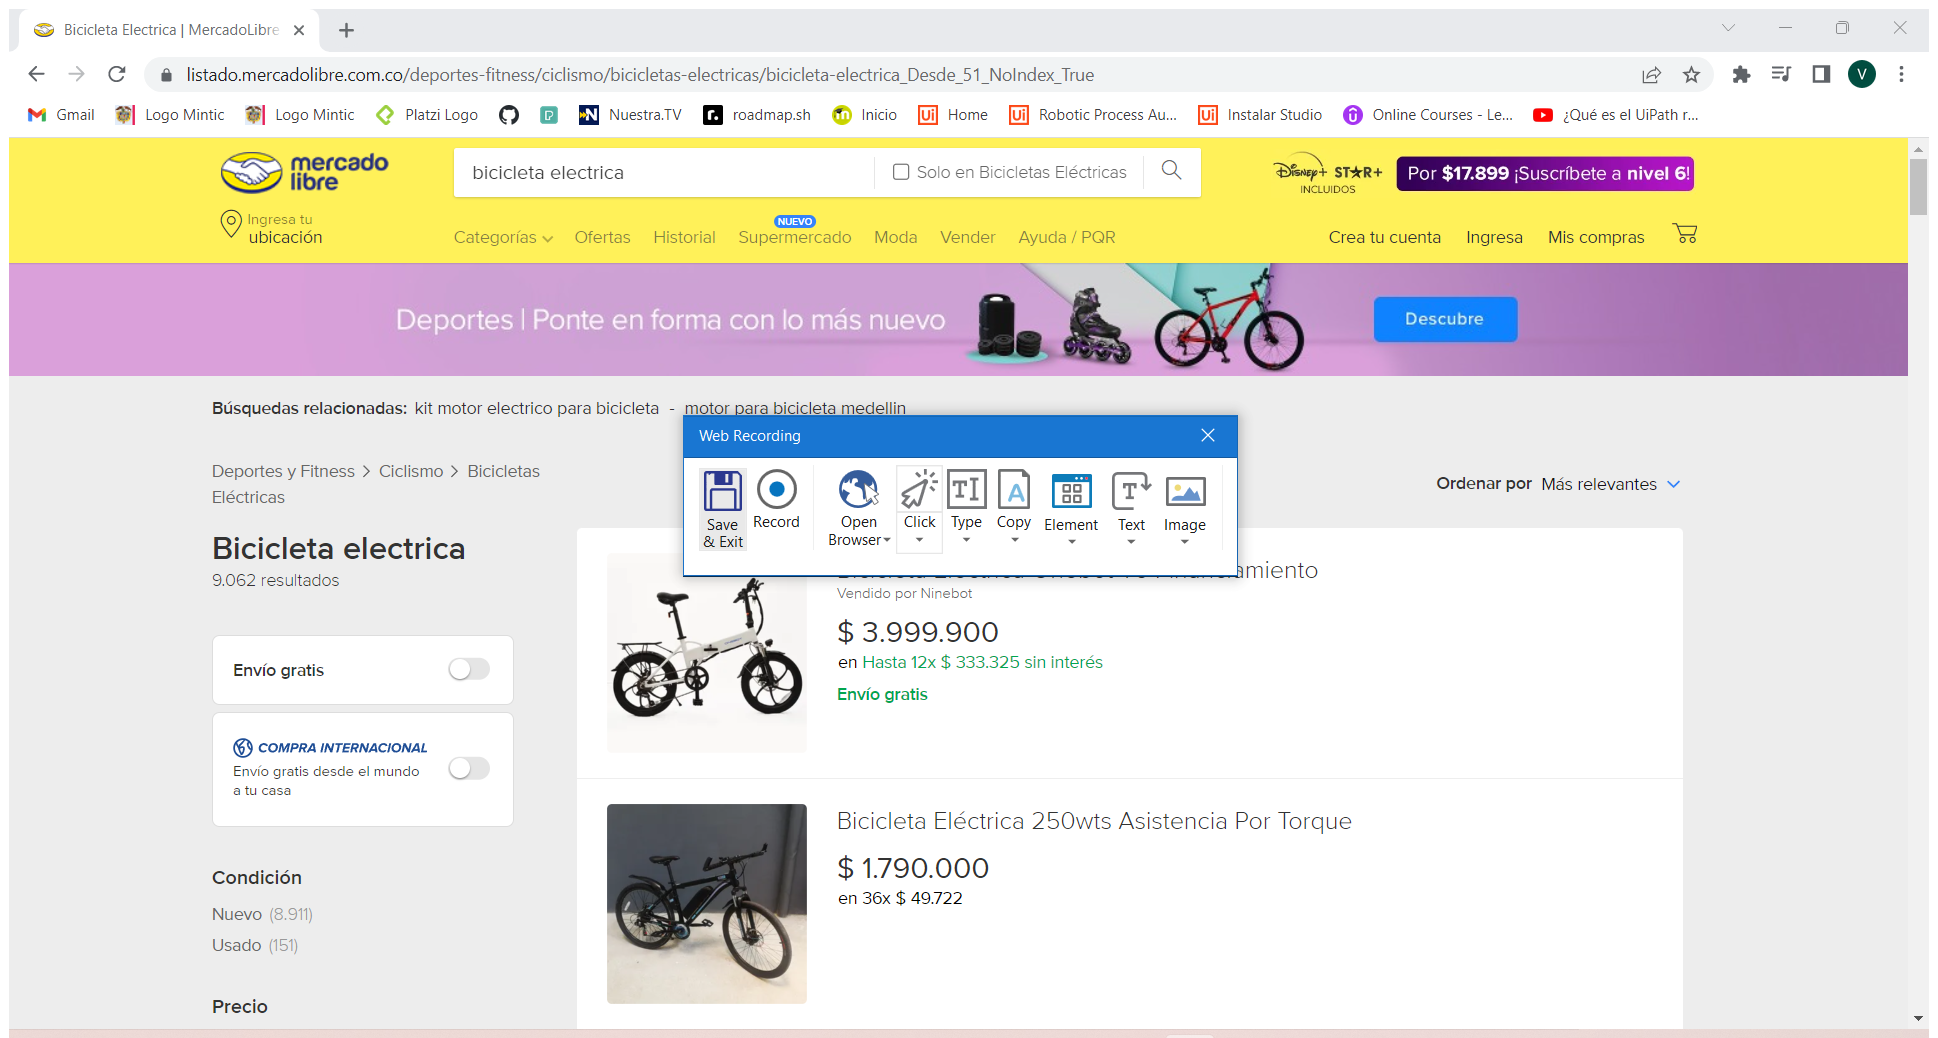 Bicicleta Electrica | MercadoLibre
listado.mercadolibre.com.co/deportes-fitness/ciclismo/bicicletas-electricas/bicicleta-electrica_Desde_51_NoIndex_True
V
Gmail Logo Mintic Logo Mintic Platzi Logo Nuestra.TV roadmap.sh Inicio Home Robotic Process Au... Instalar Studio Online Courses - Le... ¿Qué es el UiPath r...
mercado
libre
bicicleta electrica
Solo en Bicicletas Eléctricas
Disney+ STAR+
INCLUIDOS
Por $17.899 ¡Suscríbete a nivel 6!
Ingresa tu
ubicación
NUEVO
Categorías Ofertas Historial Supermercado Moda Vender Ayuda / PQR
Crea tu cuenta Ingresa Mis compras
Deportes | Ponte en forma con lo más nuevo
Descubre
Búsquedas relacionadas: kit motor electrico para bicicleta - motor para bicicleta medellin
Web Recording
Save
& Exit
Record
Open
Browser
Click
Type
Copy
Element
Text
Image
Deportes y Fitness > Ciclismo > Bicicletas
Eléctricas
Ordenar por Más relevantes
Bicicleta electrica
9.062 resultados
Envío gratis
COMPRA INTERNACIONAL
Envío gratis desde el mundo
a tu casa
Condición
Nuevo (8.911)
Usado (151)
Precio
Vendido por Ninebot
$ 3.999.900
en Hasta 12x $ 333.325 sin interés
Envío gratis
Bicicleta Eléctrica 250wts Asistencia Por Torque
$ 1.790.000
en 36x $ 49.722